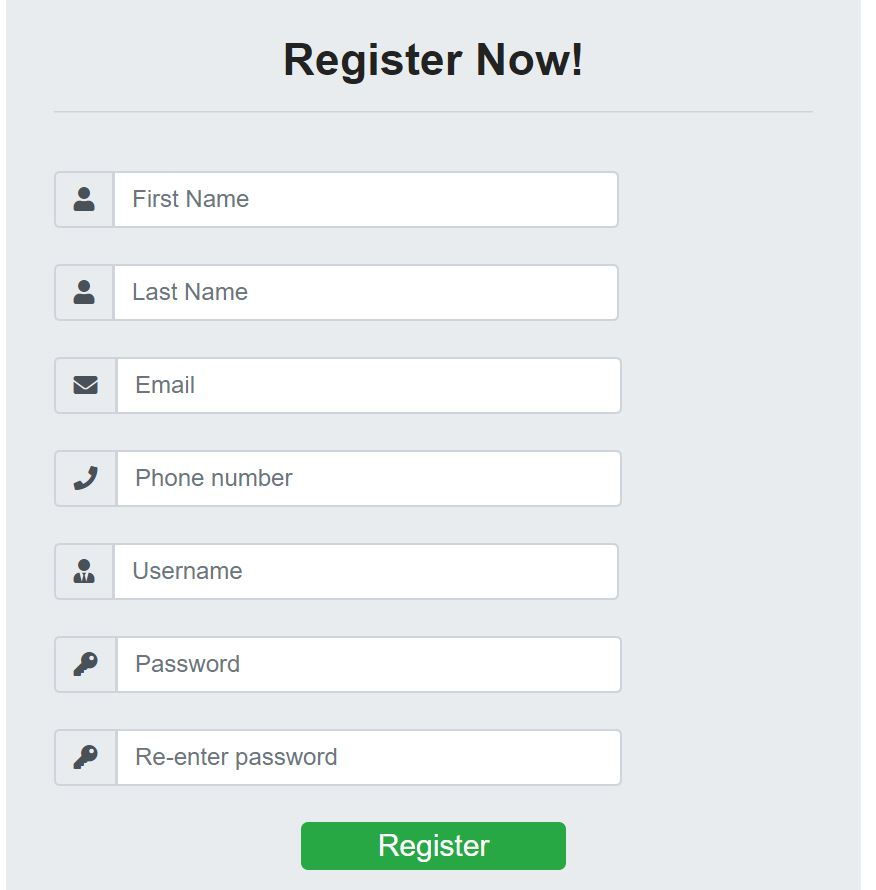 Register Now!
First Name
Last Name
Email
Phone number
Username
Password
Re-enter password
Register